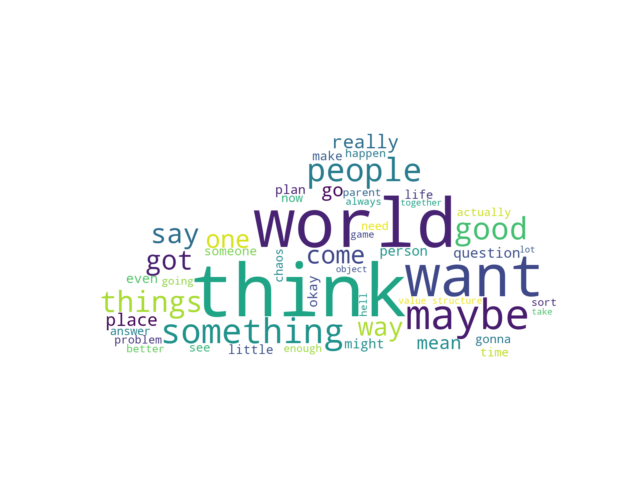 really
make happen
people
plan go parent life
now always together
world
actually
say one need game good
someone
got come person question lot
chaos
think want
even going okay object
things hell value structure sort
place something way maybe take
answer
problem might mean gonna
better see little enough time